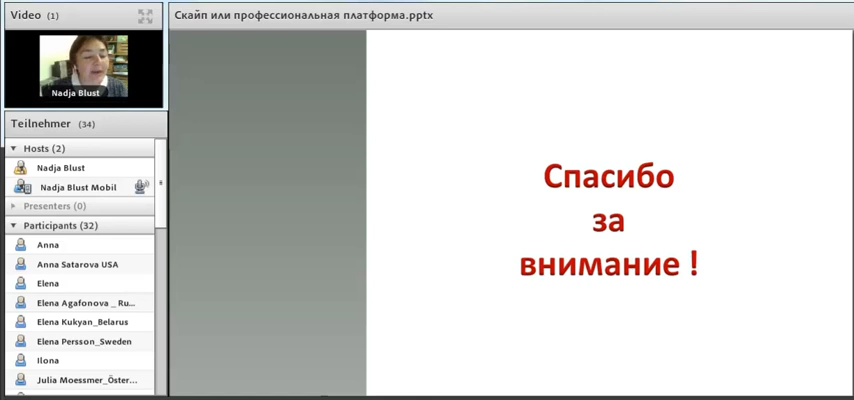 Video (1)
Nadja Blust
Teilnehmer (34)
Hosts (2)
Nadja Blust
Nadja Blust Mobil
Presenters (0)
Participants (32)
Anna
Anna Satarova USA
Elena
Elena Agafonova _ Ru...
Elena Kukyan_Belarus
Elena Persson_Sweden
Ilona
Julia Moessmer_Öster...
Скайп или профессиональная платформа.pptx
Спасибо
за
внимание !